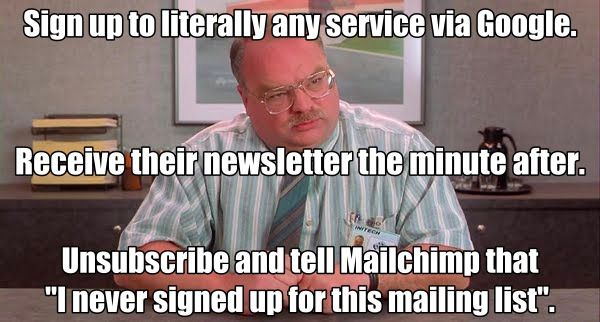 Sign up to literally any service via Google.
Receive their newsletter the minute after.
INITECH
Unsubscribe and tell Mailchimp that
"I never signed up for this mailing list".